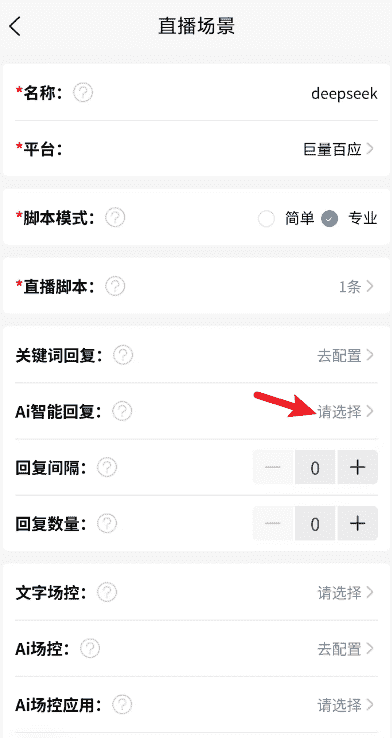 直播场景
*名称： ? deepseek
*平台： 巨量百应
*脚本模式： ? 简单 专业
*直播脚本： ? 1条
关键词回复： ? 去配置
Ai智能回复： ? 请选择
回复间隔： ? — 0 +
回复数量： ? — 0 +
文字场控： ? 请选择
Ai场控： ? 去配置
Ai场控应用： ? 请选择